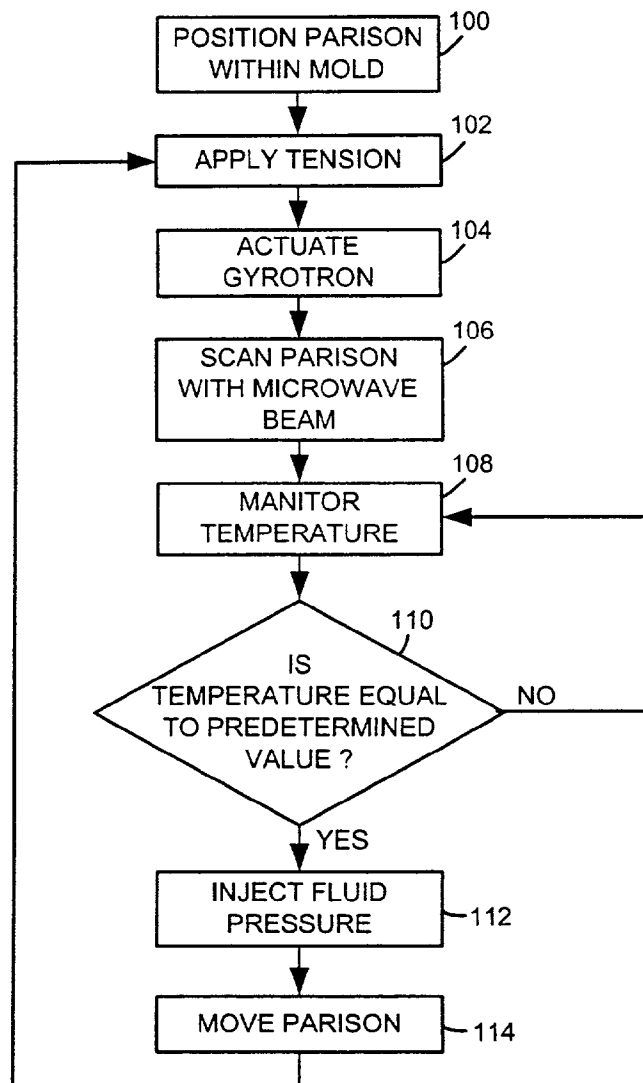 100
POSITION PARISON
WITHIN MOLD
102
APPLY TENSION
104
ACTUATE
GYROTRON
106
SCAN PARISON
WITH MICROWAVE
BEAM
108
MANITOR
TEMPERATURE
110
IS
TEMPERATURE EQUAL
TO PREDETERMINED
VALUE ?
NO
YES
INJECT FLUID
PRESSURE
112
MOVE PARISON
114